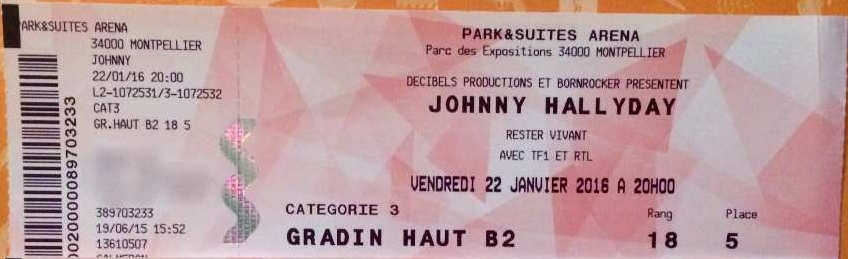 PARK&SUITES ARENA
34000 MONTPELLIER
JOHNNY
22/01/16 20:00
L2-1072531/3-1072532
CAT3
GR.HAUT B2 18 5
389703233
19/06/15 15:52
13610507
0020000089703233
PARK&SUITES ARENA
Parc des Expositions 34000 MONTPELLIER
DECIBELS PRODUCTIONS ET BORNROCKER PRESENTENT
JOHNNY HALLYDAY
RESTER VIVANT
AVEC TF1 ET RTL
VENDREDI 22 JANVIER 2016 A 20H00
CATEGORIE 3
Rang Place
GRADIN HAUT B2 18 5